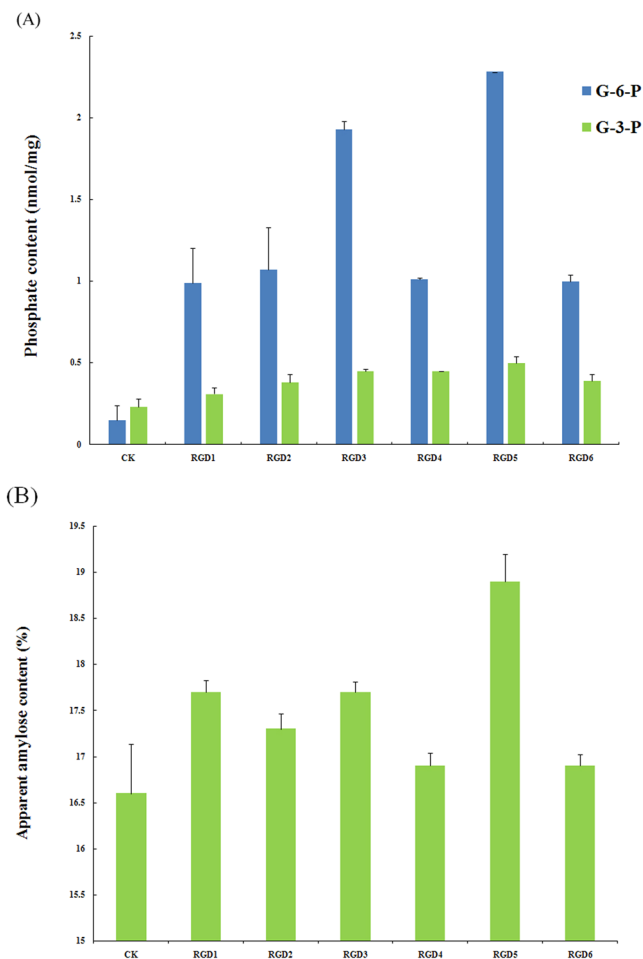 (A)
Phosphate content (nmol/mg)
2.5
2
1.5
1
0.5
0
G-6-P
G-3-P
CK RGD1 RGD2 RGD3 RGD4 RGD5 RGD6
(B)
Apparent amylose content (%)
19.5
19
18.5
18
17.5
17
16.5
16
15.5
15
CK RGD1 RGD2 RGD3 RGD4 RGD5 RGD6